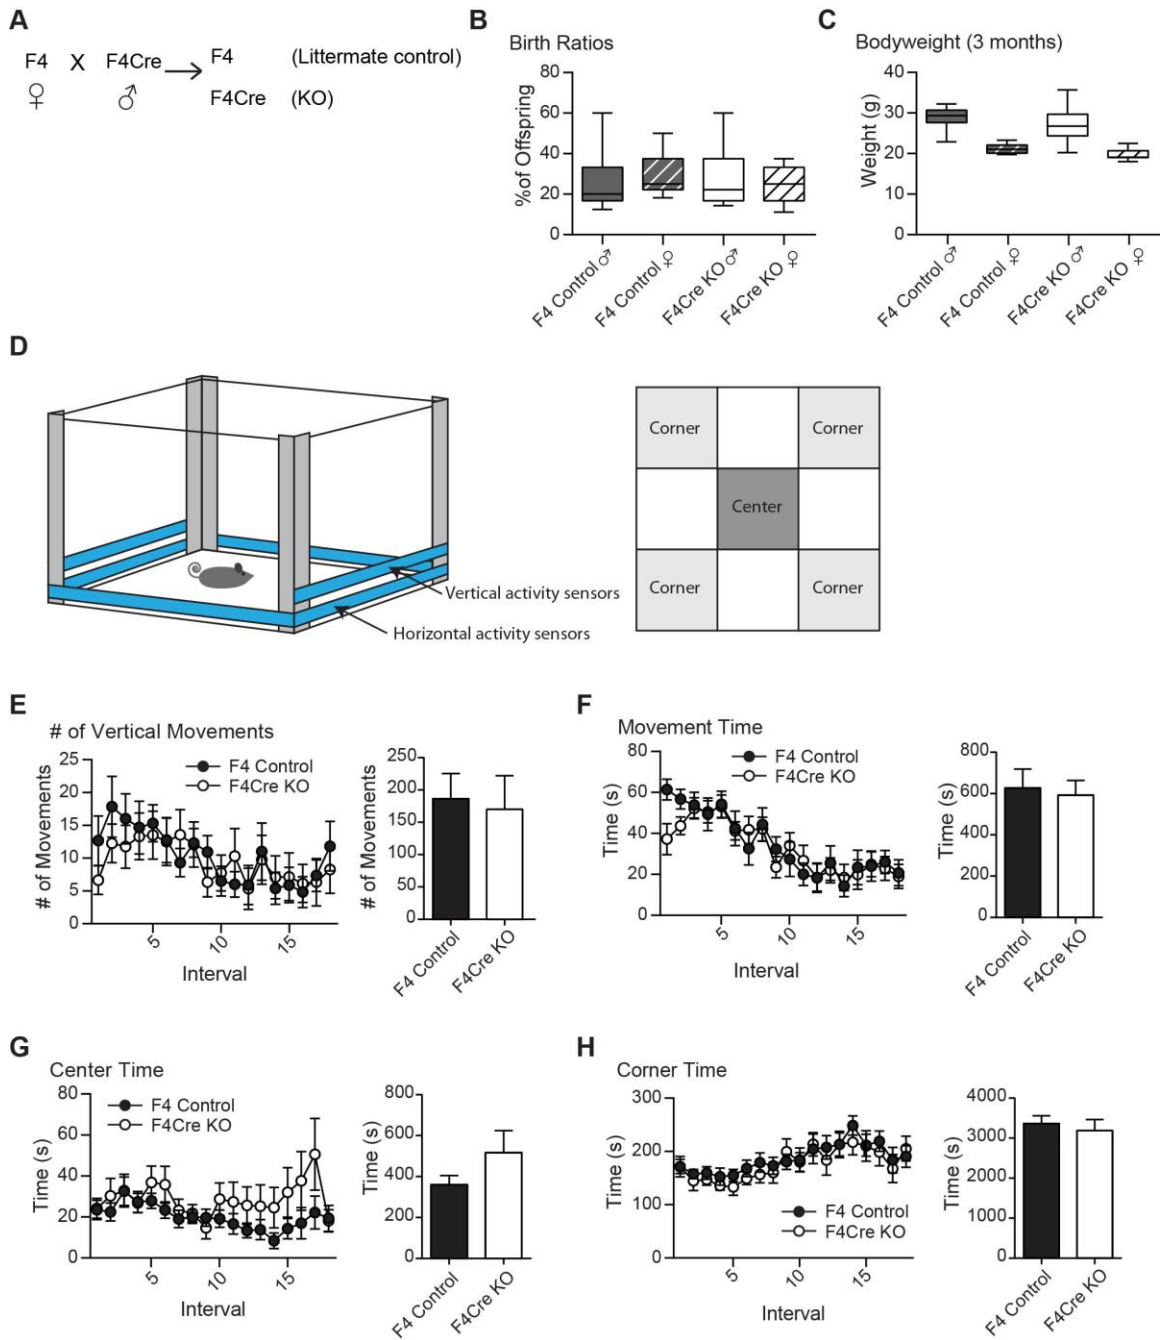 A
F4 X F4Cre F4 (Littermate control)
♀ ♂ F4Cre (KO)
B
Birth Ratios
%of Offspring
80
60
40
20
0
F4 Control ♂
F4 Control ♀
F4Cre KO ♂
F4Cre KO ♀
C
Bodyweight (3 months)
Weight (g)
40
30
20
10
0
F4 Control ♂
F4 Control ♀
F4Cre KO ♂
F4Cre KO ♀
D
Vertical activity sensors
Horizontal activity sensors
Corner Corner
Center
Corner Corner
E
# of Vertical Movements
# of Movements
25
20
15
10
5
0
F4 Control
F4Cre KO
5 10 15
Interval
# of Movements
250
200
150
100
50
0
F4 Control
F4Cre KO
F
Movement Time
Time (s)
80
60
40
20
0
F4 Control
F4Cre KO
5 10 15
Interval
Time (s)
800
600
400
200
0
F4 Control
F4Cre KO
G
Center Time
Time (s)
80
60
40
20
0
F4 Control
F4Cre KO
5 10 15
Interval
Time (s)
800
600
400
200
0
F4 Control
F4Cre KO
H
Corner Time
Time (s)
300
200
100
0
F4 Control
F4Cre KO
5 10 15
Interval
Time (s)
4000
3000
2000
1000
0
F4 Control
F4Cre KO